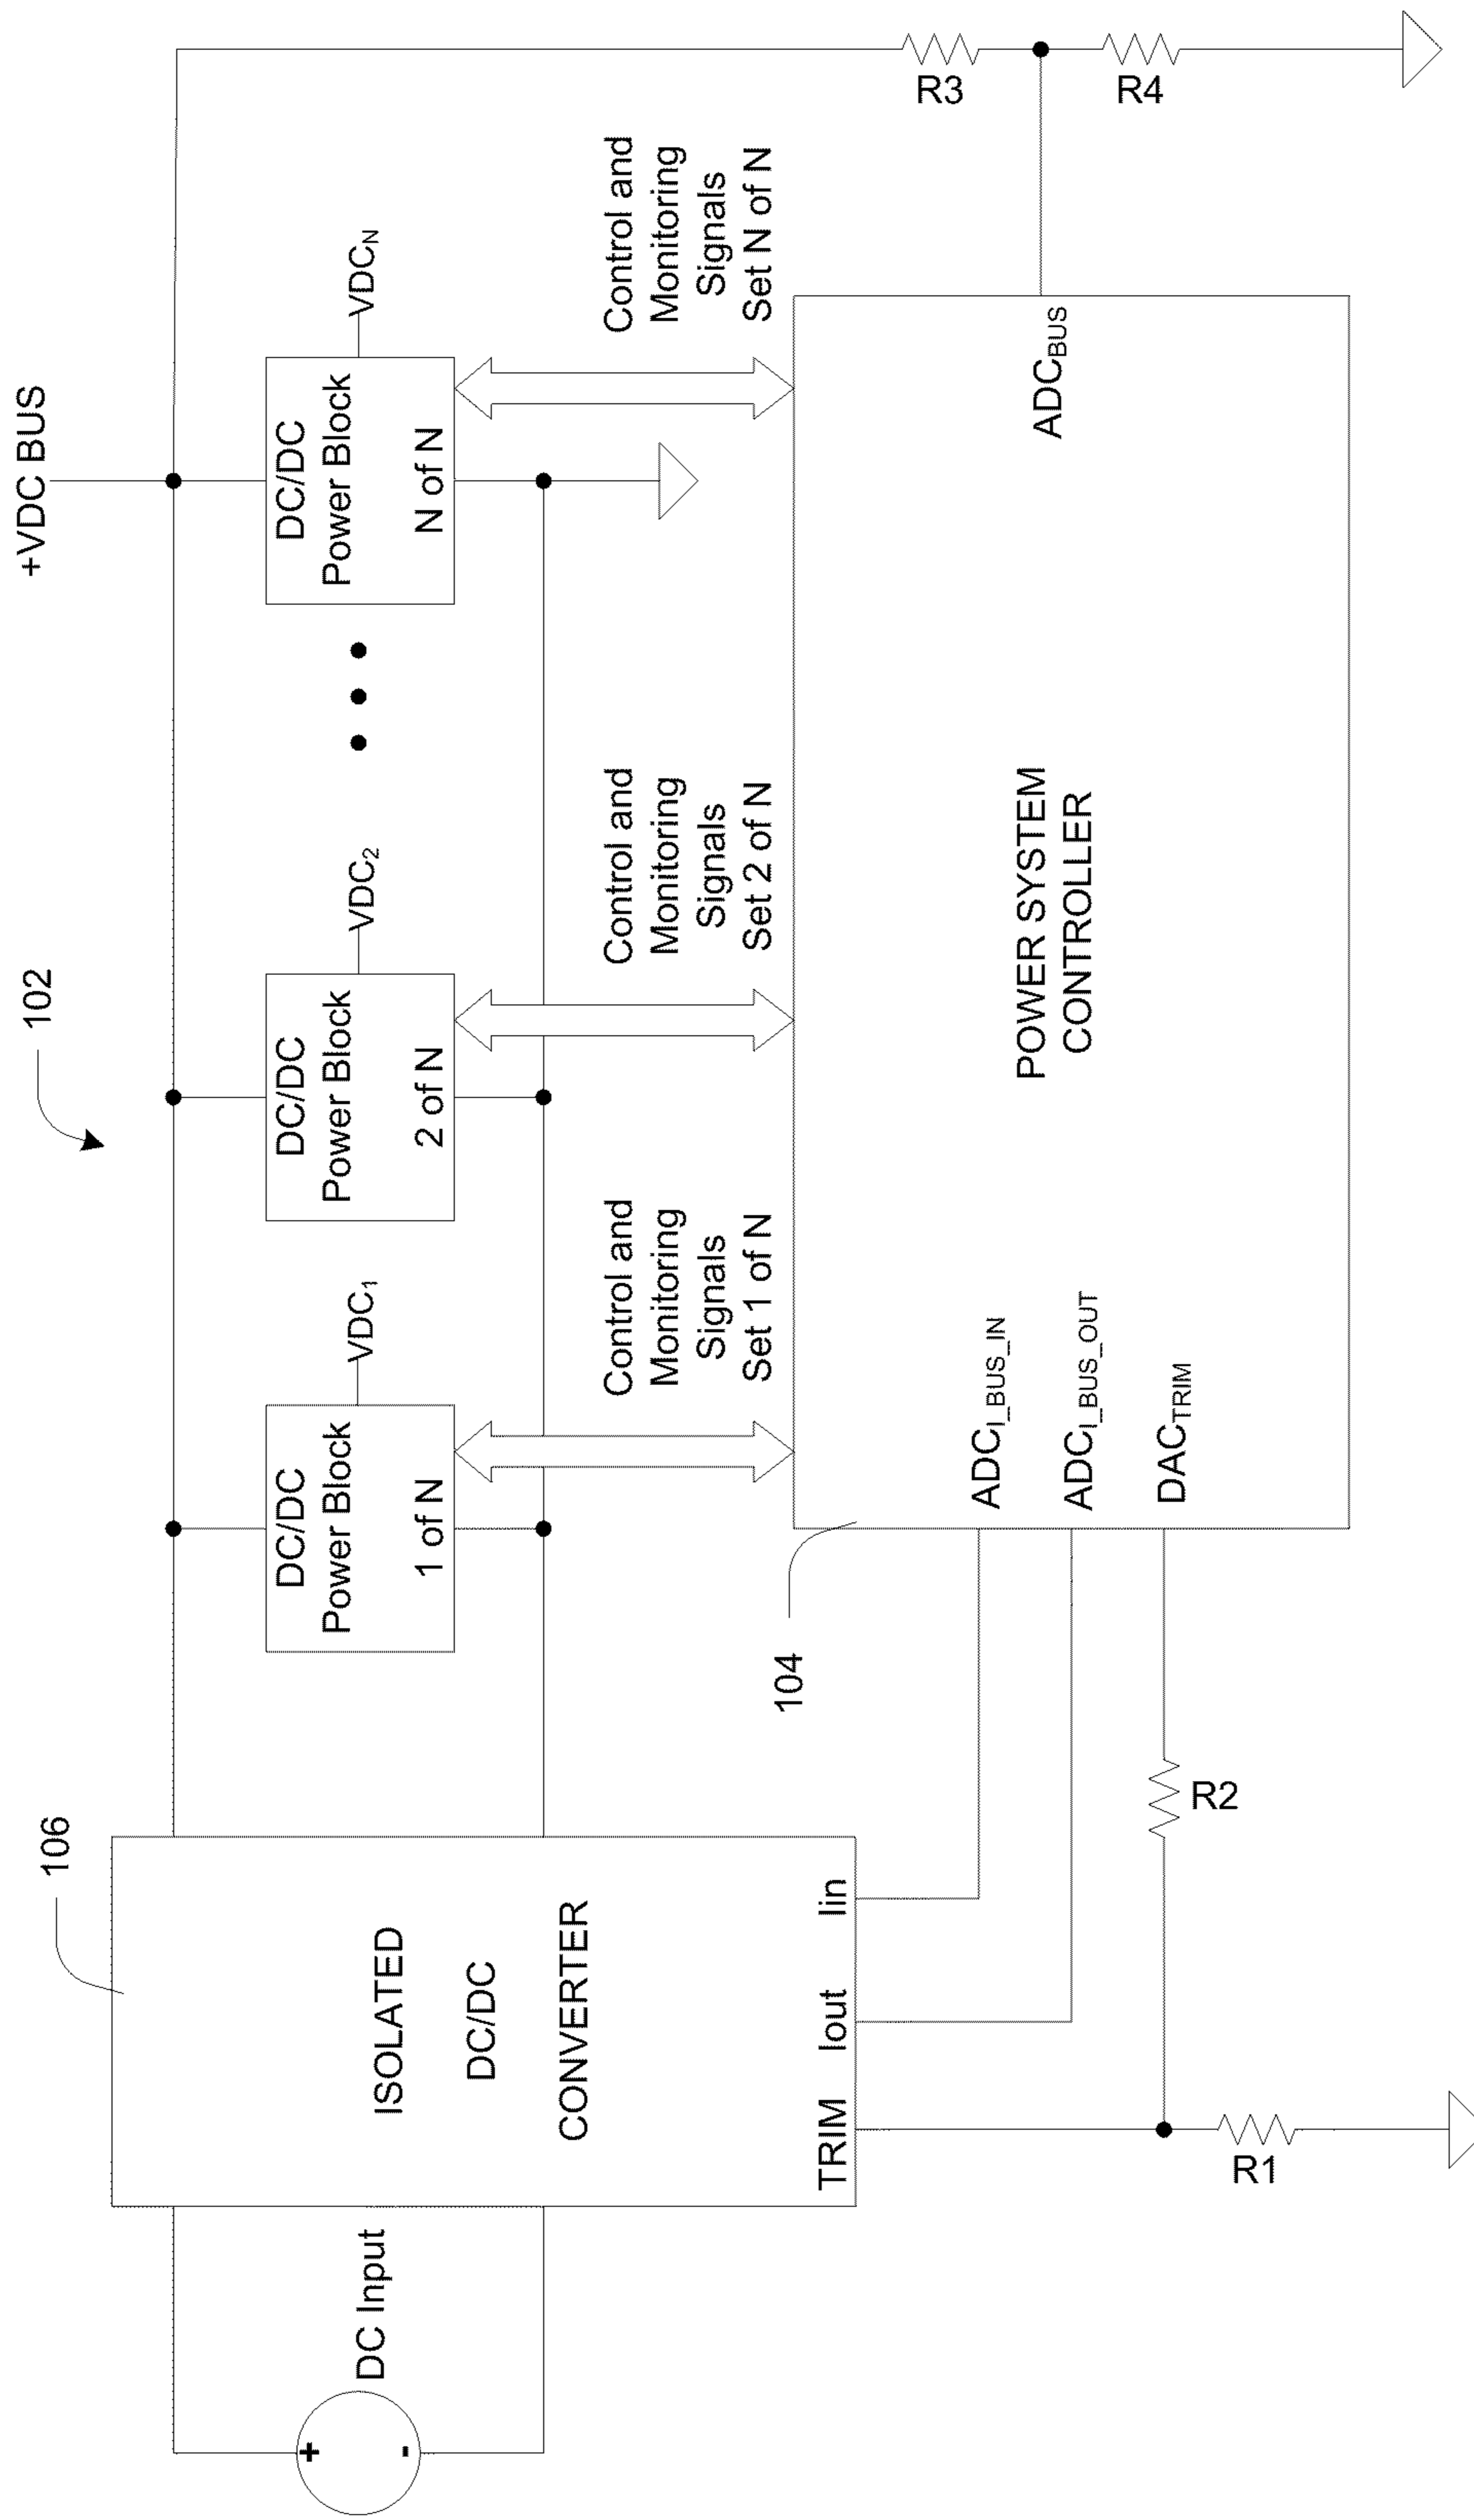 102
+VDC BUS
106
DC Input
+
-
ISOLATED
DC/DC
CONVERTER
TRIM
Iout
Iin
DC/DC
Power Block
1 of N
VDC1
DC/DC
Power Block
2 of N
VDC2
DC/DC
Power Block
N of N
VDCN
Control and
Monitoring
Signals
Set 1 of N
Control and
Monitoring
Signals
Set 2 of N
Control and
Monitoring
Signals
Set N of N
104
ADCI_BUS_IN
ADCI_BUS_OUT
DACTRIM
POWER SYSTEM
CONTROLLER
ADCBUS
R3
R4
R2
R1